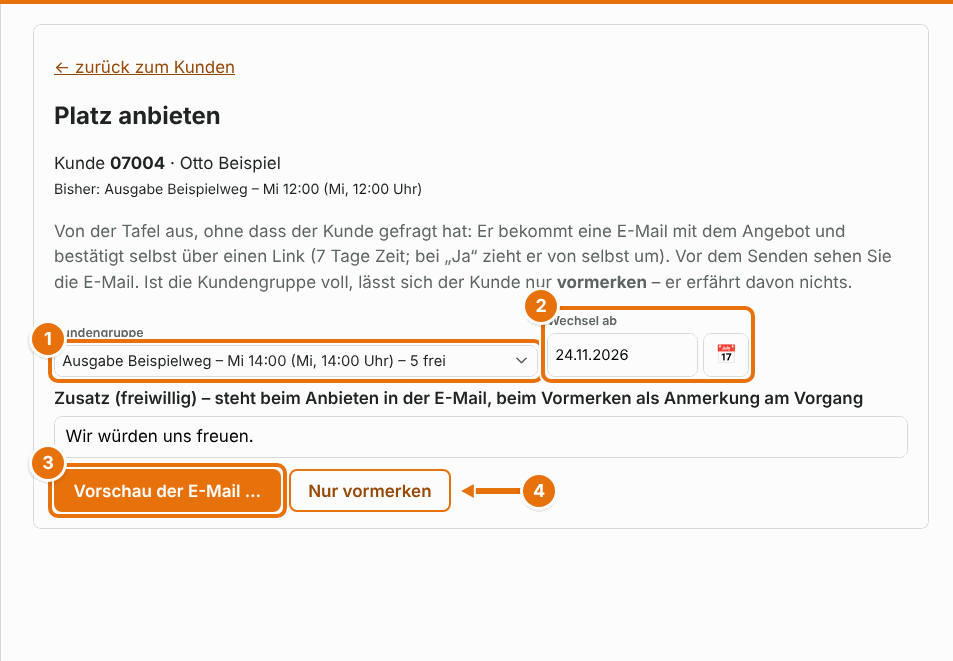 ← zurück zum Kunden
Platz anbieten
Kunde 07004 · Otto Beispiel
Bisher: Ausgabe Beispielweg – Mi 12:00 (Mi, 12:00 Uhr)
Von der Tafel aus, ohne dass der Kunde gefragt hat: Er bekommt eine E-Mail mit dem Angebot und
bestätigt selbst über einen Link (7 Tage Zeit; bei „Ja“ zieht er von selbst um). Vor dem Senden sehen Sie
die E-Mail. Ist die Kundengruppe voll, lässt sich der Kunde nur vormerken – er erfährt davon nichts.
1 undengruppe
2 Wechsel ab
Ausgabe Beispielweg – Mi 14:00 (Mi, 14:00 Uhr) – 5 frei
24.11.2026
17
Zusatz (freiwillig) – steht beim Anbieten in der E-Mail, beim Vormerken als Anmerkung am Vorgang
Wir würden uns freuen.
3
Vorschau der E-Mail ...
Nur vormerken
4